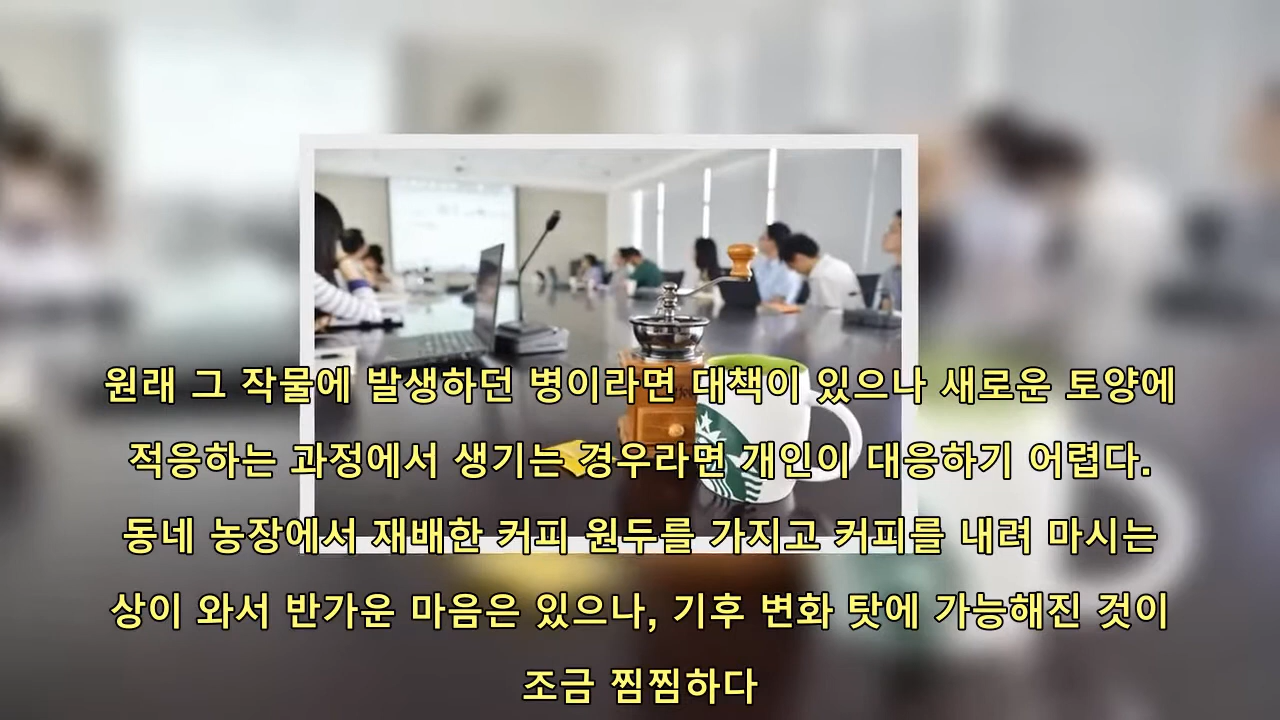 원래 그 작물에 발생하던 병이라면 대책이 있으나 새로운 토양에
적응하는 과정에서 생기는 경우라면 개인이 대응하기 어렵다.
동네 농장에서 재배한 커피 원두를 가지고 커피를 내려 마시는
상이 와서 반가운 마음은 있으나, 기후 변화 탓에 가능해진 것이
조금 찜찜하다